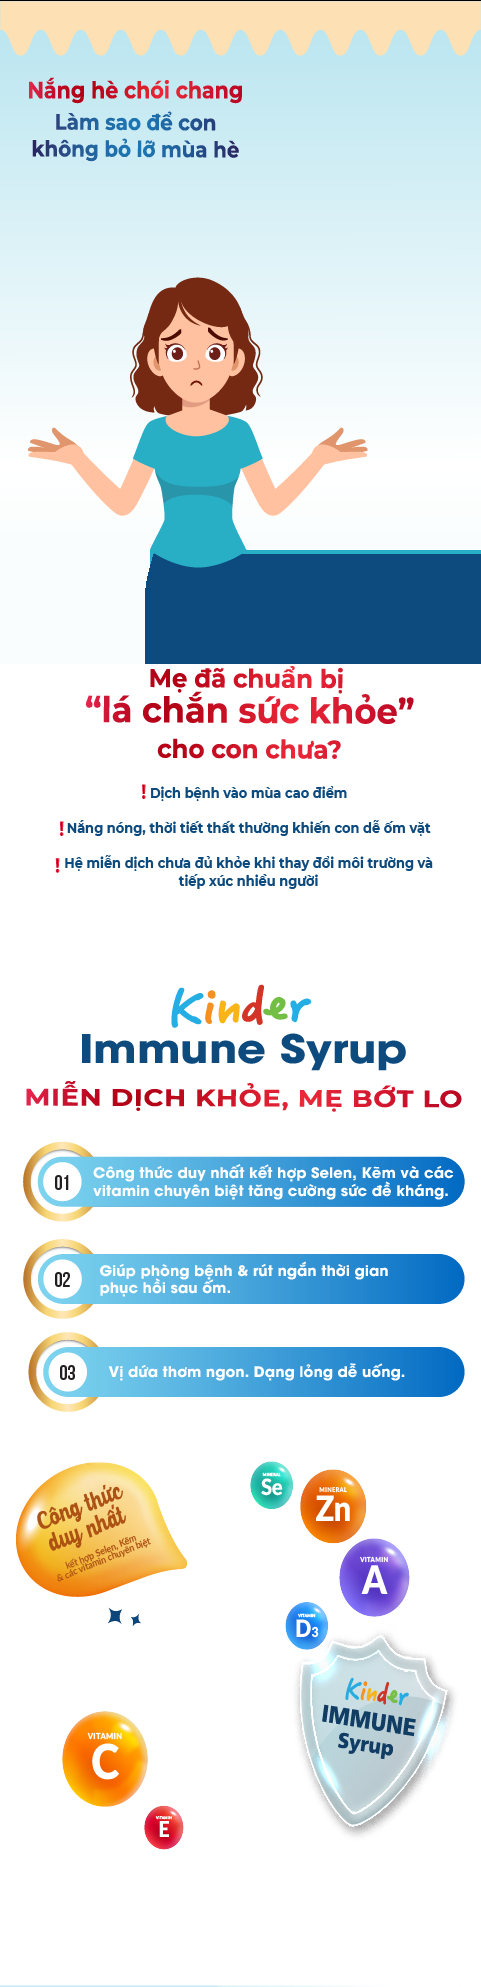 Nắng hè chói chang
Làm sao để con
không bỏ lỡ mùa hè
Mẹ đã chuẩn bị
“lá chắn sức khỏe”
cho con chưa?
! Dịch bệnh vào mùa cao điểm
! Nắng nóng, thời tiết thất thường khiến con dễ ốm vặt
! Hệ miễn dịch chưa đủ khỏe khi thay đổi môi trường và
tiếp xúc nhiều người
Kinder
Immune Syrup
MIỄN DỊCH KHỎE, MẸ BỚT LO
01
Công thức duy nhất kết hợp Selen, Kẽm và các
vitamin chuyên biệt tăng cường sức đề kháng.
02
Giúp phòng bệnh & rút ngắn thời gian
phục hồi sau ốm.
03
Vị dứa thơm ngon. Dạng lỏng dễ uống.
Công thức
duy nhất
kết hợp Selen, Kẽm
& các vitamin chuyên biệt
MINERAL
Se
MINERAL
Zn
VITAMIN
A
VITAMIN
D3
Kinder
IMMUNE
Syrup
VITAMIN
C
VITAMIN
E